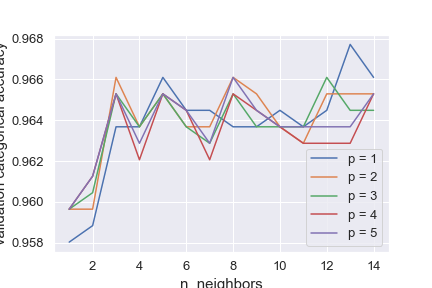 0.968
0.966
0.964
0.962
0.960
0.958
validation categorical accuracy
2 4 6 8 10 12 14
n_neighbors
p = 1
p = 2
p = 3
p = 4
p = 5